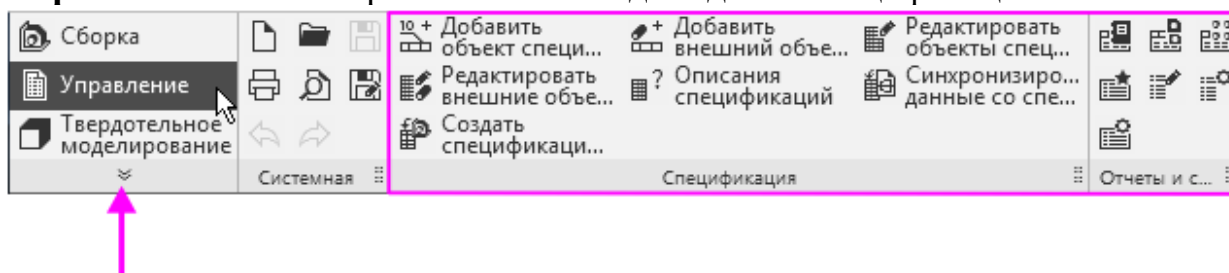 Сборка
Управление
Твердотельное
моделирование
Системная
Добавить
объект специ...
Добавить
внешний объе...
Редактировать
объекты спец...
Редактировать
внешние объе...
Описания
спецификаций
Синхронизиро...
данные со спе...
Создать
спецификаци...
Спецификация
Отчеты и с...